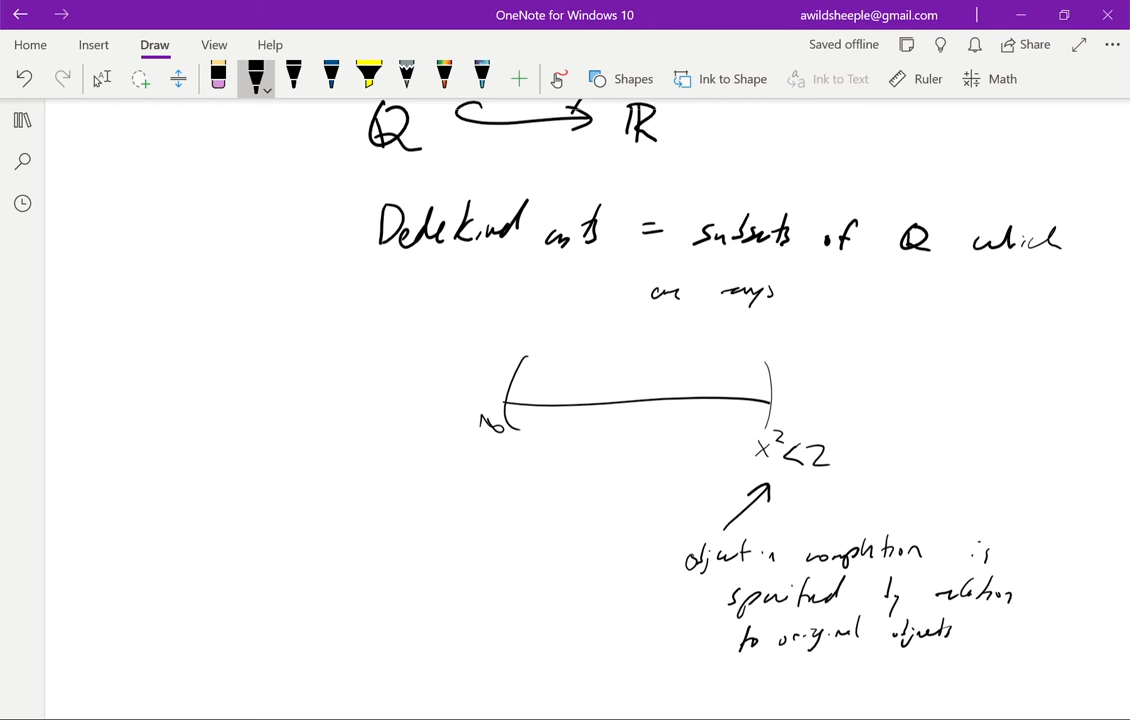 OneNote for Windows 10
awildsheeple@gmail.com
Home Insert Draw View Help
Saved offline
Share
Shapes
Ink to Shape
Ink to Text
Ruler
Math
Q ℝ
Dedekind cuts = subsets of Q which
are rays
x² < 2
object in completion is
specified by relation
to original objects